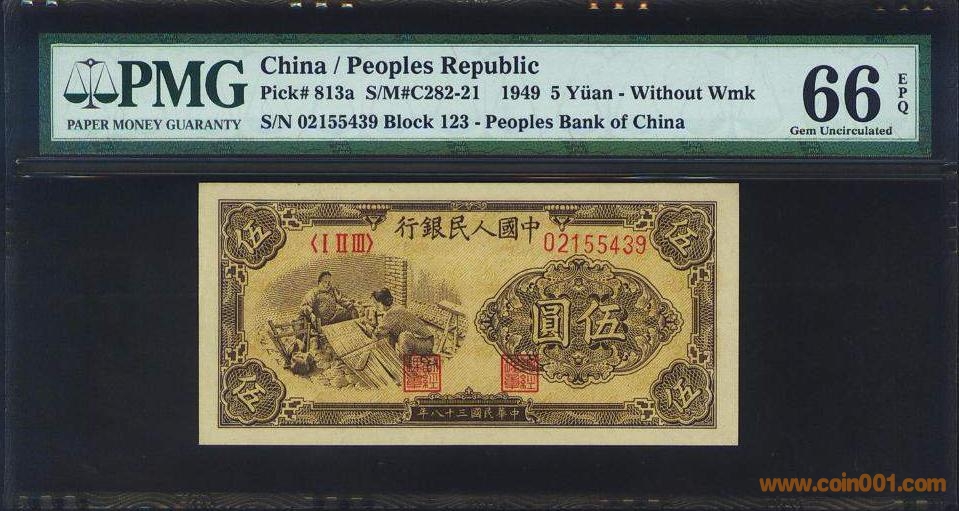 PMG
PAPER MONEY GUARANTY
China / Peoples Republic
Pick# 813a S/M#C282-21 1949 5 Yüan - Without Wmk
S/N 02155439 Block 123 - Peoples Bank of China
66
EPQ
Gem Uncirculated
行銀民人國中
〈I II III〉
02155439
伍
伍
圓伍
伍
伍
年八十三國民華中
www.coin001.com